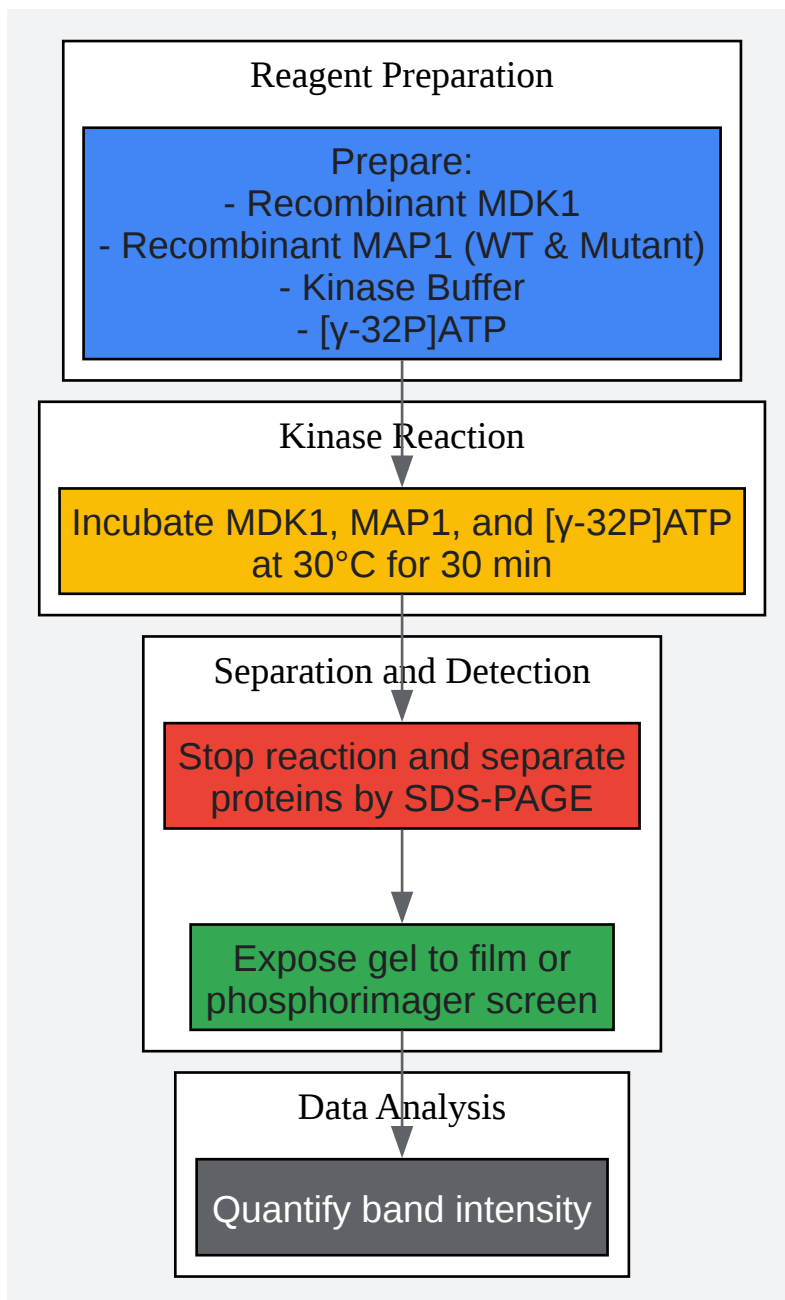 Reagent Preparation
Prepare:
- Recombinant MDK1
- Recombinant MAP1 (WT & Mutant)
- Kinase Buffer
- [γ-32P]ATP
Kinase Reaction
Incubate MDK1, MAP1, and [γ-32P]ATP
at 30°C for 30 min
Separation and Detection
Stop reaction and separate
proteins by SDS-PAGE
Expose gel to film or
phosphorimager screen
Data Analysis
Quantify band intensity